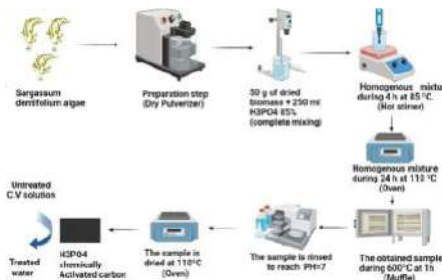 Sargassum
dentifolium algae
Preparation step
(Dry Pulverizer)
50 g of dried
biomass + 250 ml
H3PO4 85%
(complete mixing)
Homogenous mixture
during 4 h at 85 °C.
(Hot stirrer)
Homogenous mixture
during 24 h at 110 °C
(Oven)
The obtained sample
during 600°C at 1h
(Muffle)
The sample is rinsed
to reach PH=7
The sample is
dried at 110°C
(Oven)
H3P04
chemically
Activated carbon
Untreated
C.V solution
Treated
water